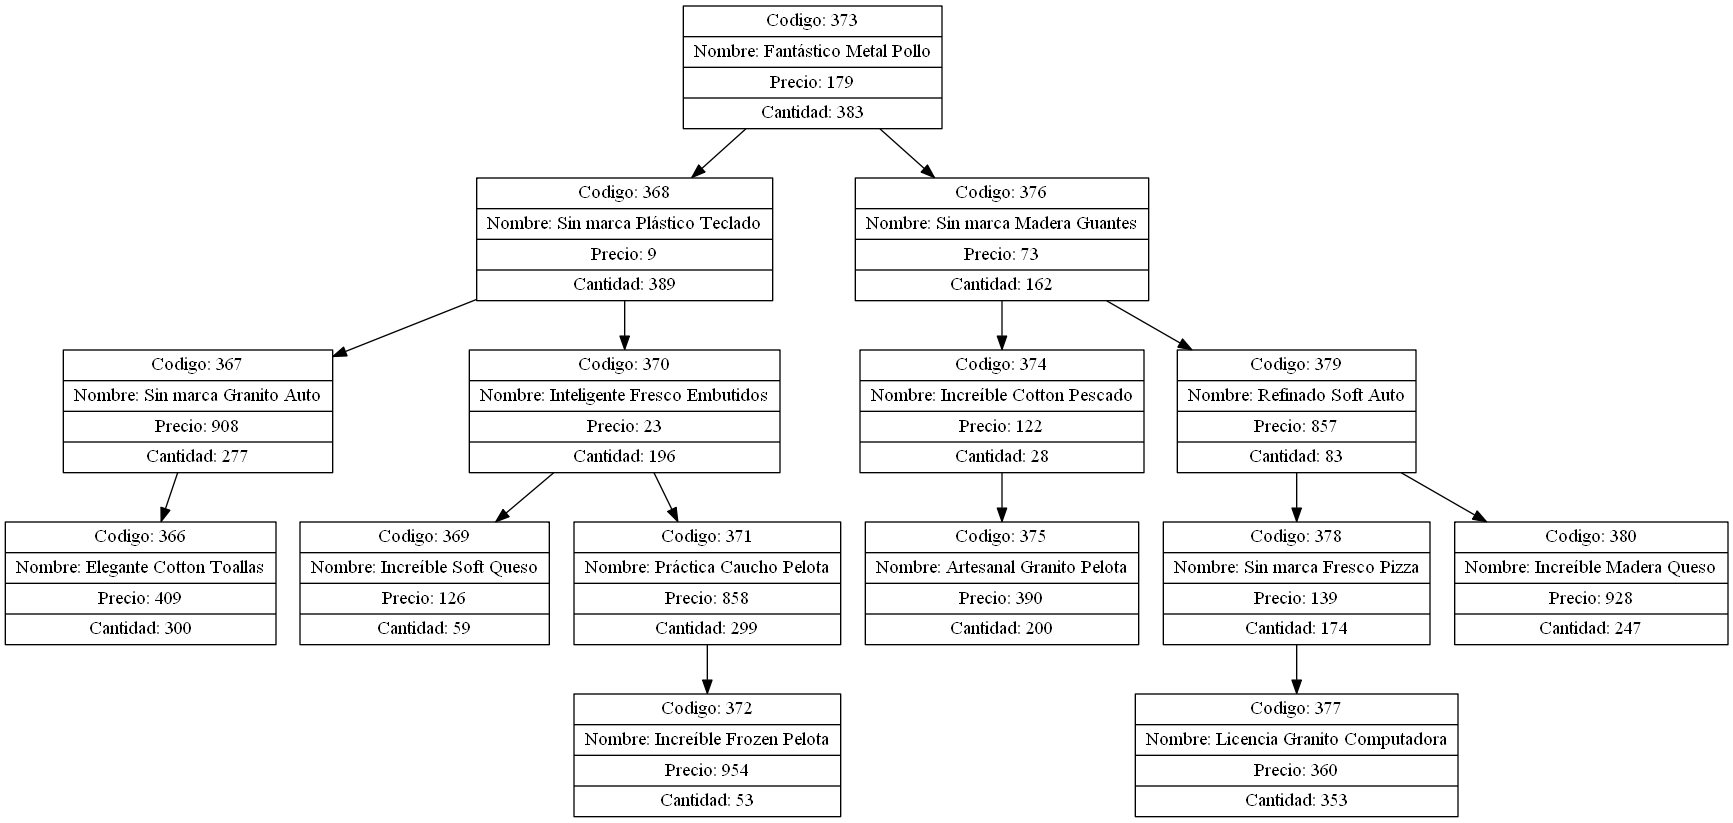 Codigo: 373
Nombre: Fantástico Metal Pollo
Precio: 179
Cantidad: 383
Codigo: 368
Nombre: Sin marca Plástico Teclado
Precio: 9
Cantidad: 389
Codigo: 376
Nombre: Sin marca Madera Guantes
Precio: 73
Cantidad: 162
Codigo: 367
Nombre: Sin marca Granito Auto
Precio: 908
Cantidad: 277
Codigo: 370
Nombre: Inteligente Fresco Embutidos
Precio: 23
Cantidad: 196
Codigo: 374
Nombre: Increíble Cotton Pescado
Precio: 122
Cantidad: 28
Codigo: 379
Nombre: Refinado Soft Auto
Precio: 857
Cantidad: 83
Codigo: 366
Nombre: Elegante Cotton Toallas
Precio: 409
Cantidad: 300
Codigo: 369
Nombre: Increíble Soft Queso
Precio: 126
Cantidad: 59
Codigo: 371
Nombre: Práctica Caucho Pelota
Precio: 858
Cantidad: 299
Codigo: 375
Nombre: Artesanal Granito Pelota
Precio: 390
Cantidad: 200
Codigo: 378
Nombre: Sin marca Fresco Pizza
Precio: 139
Cantidad: 174
Codigo: 380
Nombre: Increíble Madera Queso
Precio: 928
Cantidad: 247
Codigo: 372
Nombre: Increíble Frozen Pelota
Precio: 954
Cantidad: 53
Codigo: 377
Nombre: Licencia Granito Computadora
Precio: 360
Cantidad: 353